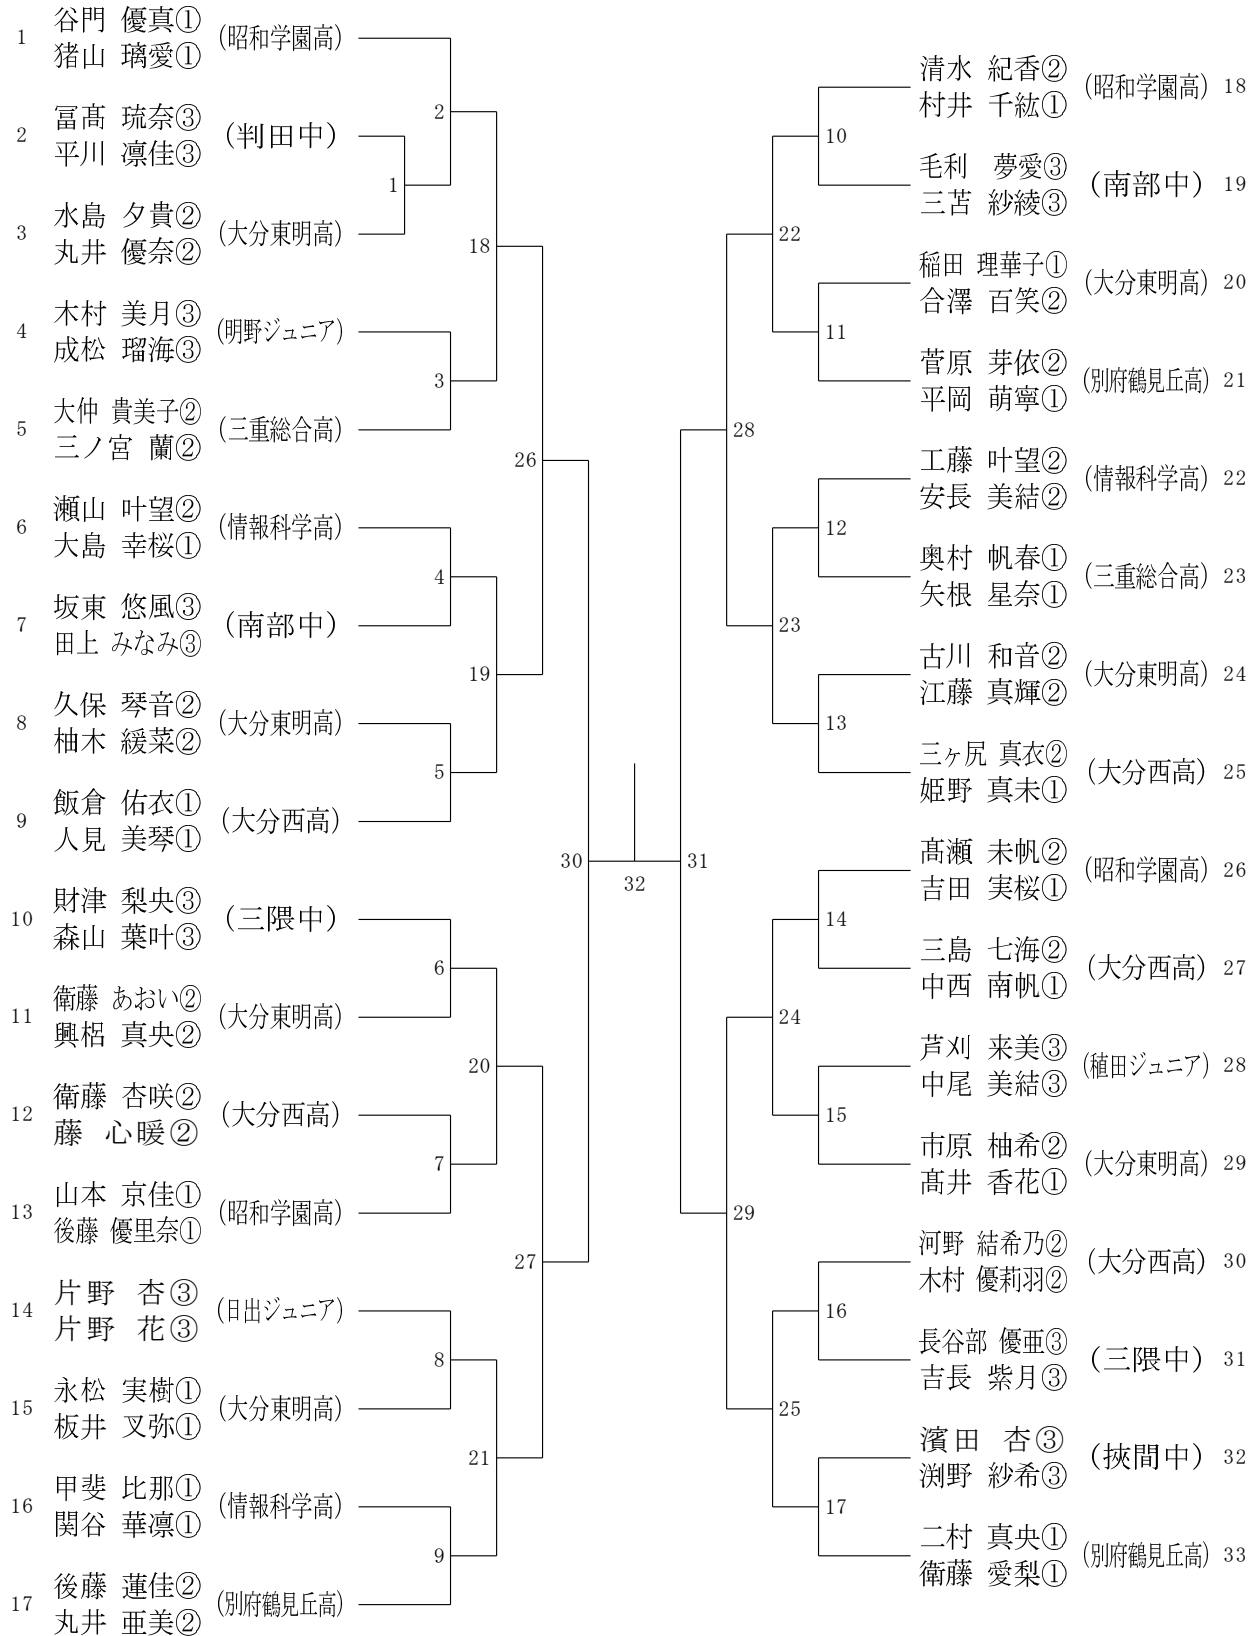 1 谷門 優真① (昭和学園高)
猪山 璃愛①
2 冨髙 琉奈③ (判田中)
平川 凛佳③
3 水島 夕貴② (大分東明高)
丸井 優奈②
4 木村 美月③ (明野ジュニア)
成松 瑠海③
5 大仲 貴美子② (三重総合高)
三ノ宮 蘭②
6 瀬山 叶望② (情報科学高)
大島 幸桜①
7 坂東 悠風③ (南部中)
田上 みなみ③
8 久保 琴音② (大分東明高)
柚木 緩菜②
9 飯倉 佑衣① (大分西高)
人見 美琴①
10 財津 梨央③ (三隈中)
森山 葉叶③
11 衛藤 あおい② (大分東明高)
興梠 真央②
12 衛藤 杏咲② (大分西高)
藤 心暖②
13 山本 京佳① (昭和学園高)
後藤 優里奈①
14 片野 杏③ (日出ジュニア)
片野 花③
15 永松 実樹① (大分東明高)
板井 叉弥①
16 甲斐 比那① (情報科学高)
関谷 華凛①
17 後藤 蓮佳② (別府鶴見丘高)
丸井 亜美②
1
2
3
4
5
6
7
8
9
18
19
20
21
26
27
30
32
31
28
29
22
23
24
25
10
11
12
13
14
15
16
17
清水 紀香② (昭和学園高) 18
村井 千紘①
毛利 夢愛③ (南部中) 19
三苫 紗綾③
稲田 理華子① (大分東明高) 20
合澤 百笑②
菅原 芽依② (別府鶴見丘高) 21
平岡 萌寧①
工藤 叶望② (情報科学高) 22
安長 美結②
奥村 帆春① (三重総合高) 23
矢根 星奈①
古川 和音② (大分東明高) 24
江藤 真輝②
三ヶ尻 真衣② (大分西高) 25
姫野 真未①
髙瀬 未帆② (昭和学園高) 26
吉田 実桜①
三島 七海② (大分西高) 27
中西 南帆①
芦刈 来美③ (稙田ジュニア) 28
中尾 美結③
市原 柚希② (大分東明高) 29
髙井 香花①
河野 結希乃② (大分西高) 30
木村 優莉羽②
長谷部 優亜③ (三隈中) 31
吉長 紫月③
濱田 杏③ (挾間中) 32
渕野 紗希③
二村 真央① (別府鶴見丘高) 33
衛藤 愛梨①